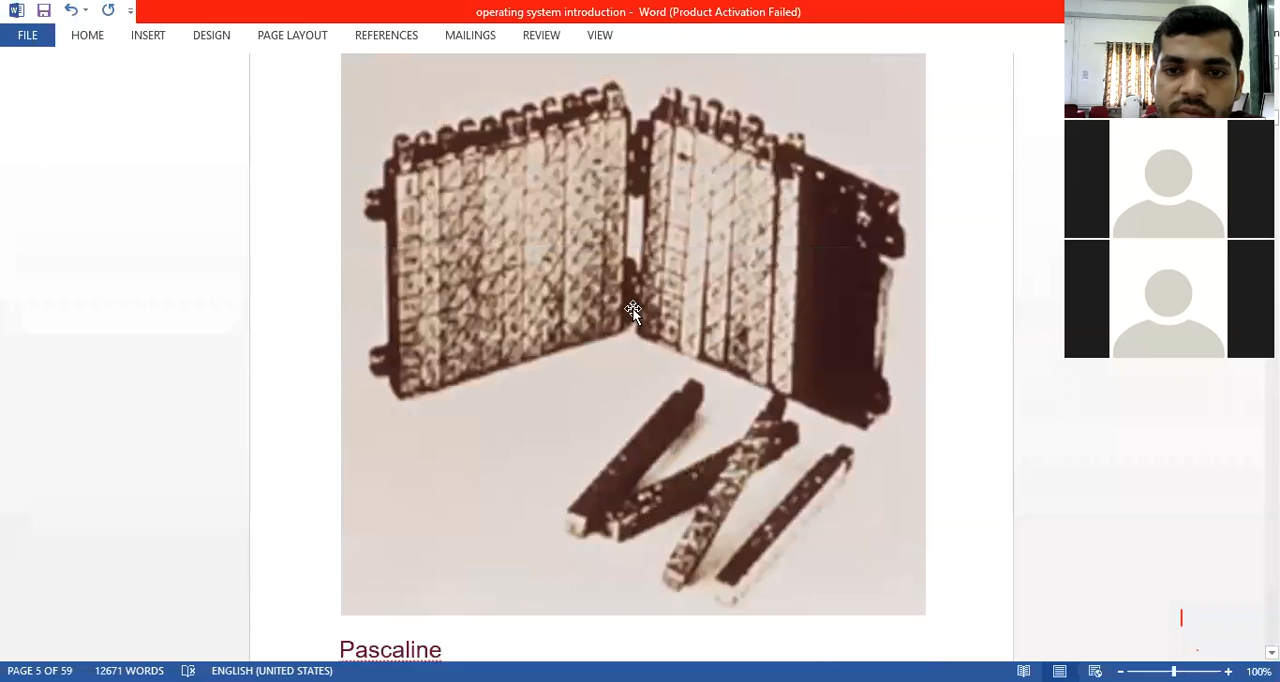 operating system introduction - Word (Product Activation Failed)
FILE HOME INSERT DESIGN PAGE LAYOUT REFERENCES MAILINGS REVIEW VIEW
Pascaline
PAGE 5 OF 59 12671 WORDS ENGLISH (UNITED STATES) 100%